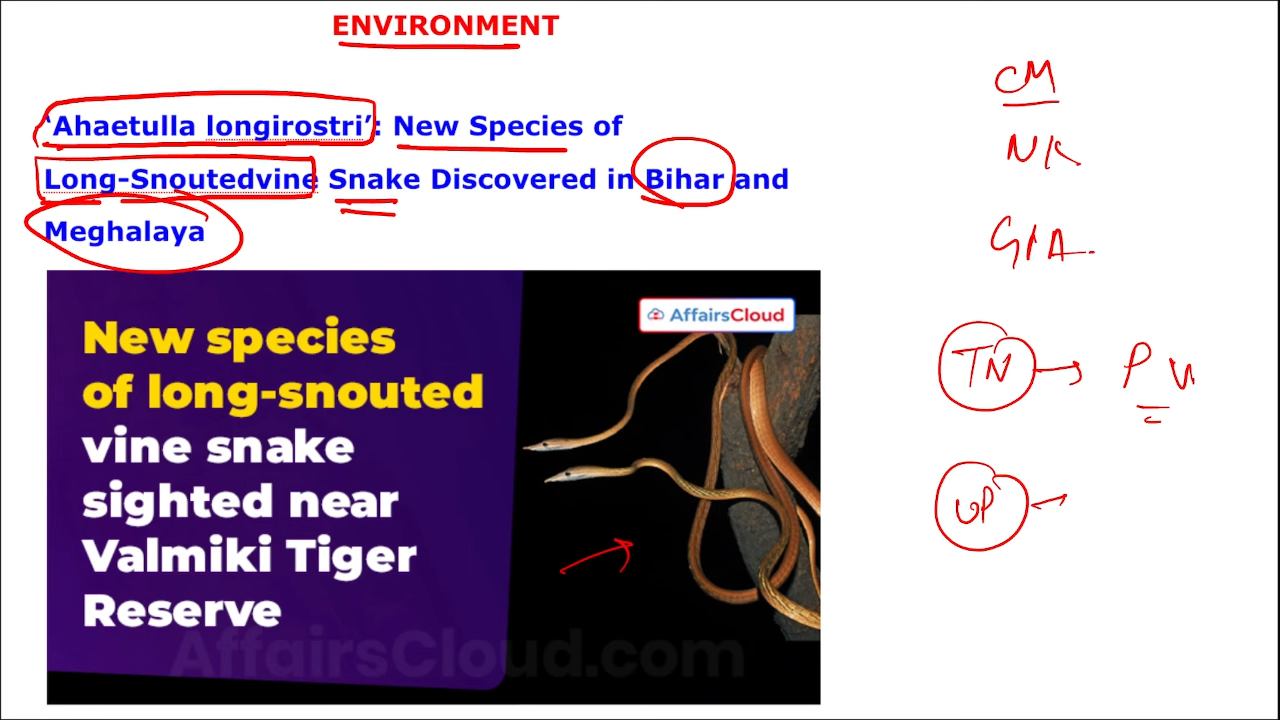 ENVIRONMENT
‘Ahaetulla longirostri’: New Species of
Long-Snoutedvine Snake Discovered in Bihar and
Meghalaya
AffairsCloud
New species
of long-snouted
vine snake
sighted near
Valmiki Tiger
Reserve
AffairsCloud.com
CM
NK
TN
UP